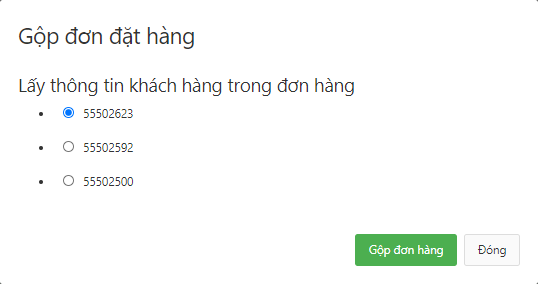 Gộp đơn đặt hàng
Lấy thông tin khách hàng trong đơn hàng
55502623
55502592
55502500
Gộp đơn hàng
Đóng